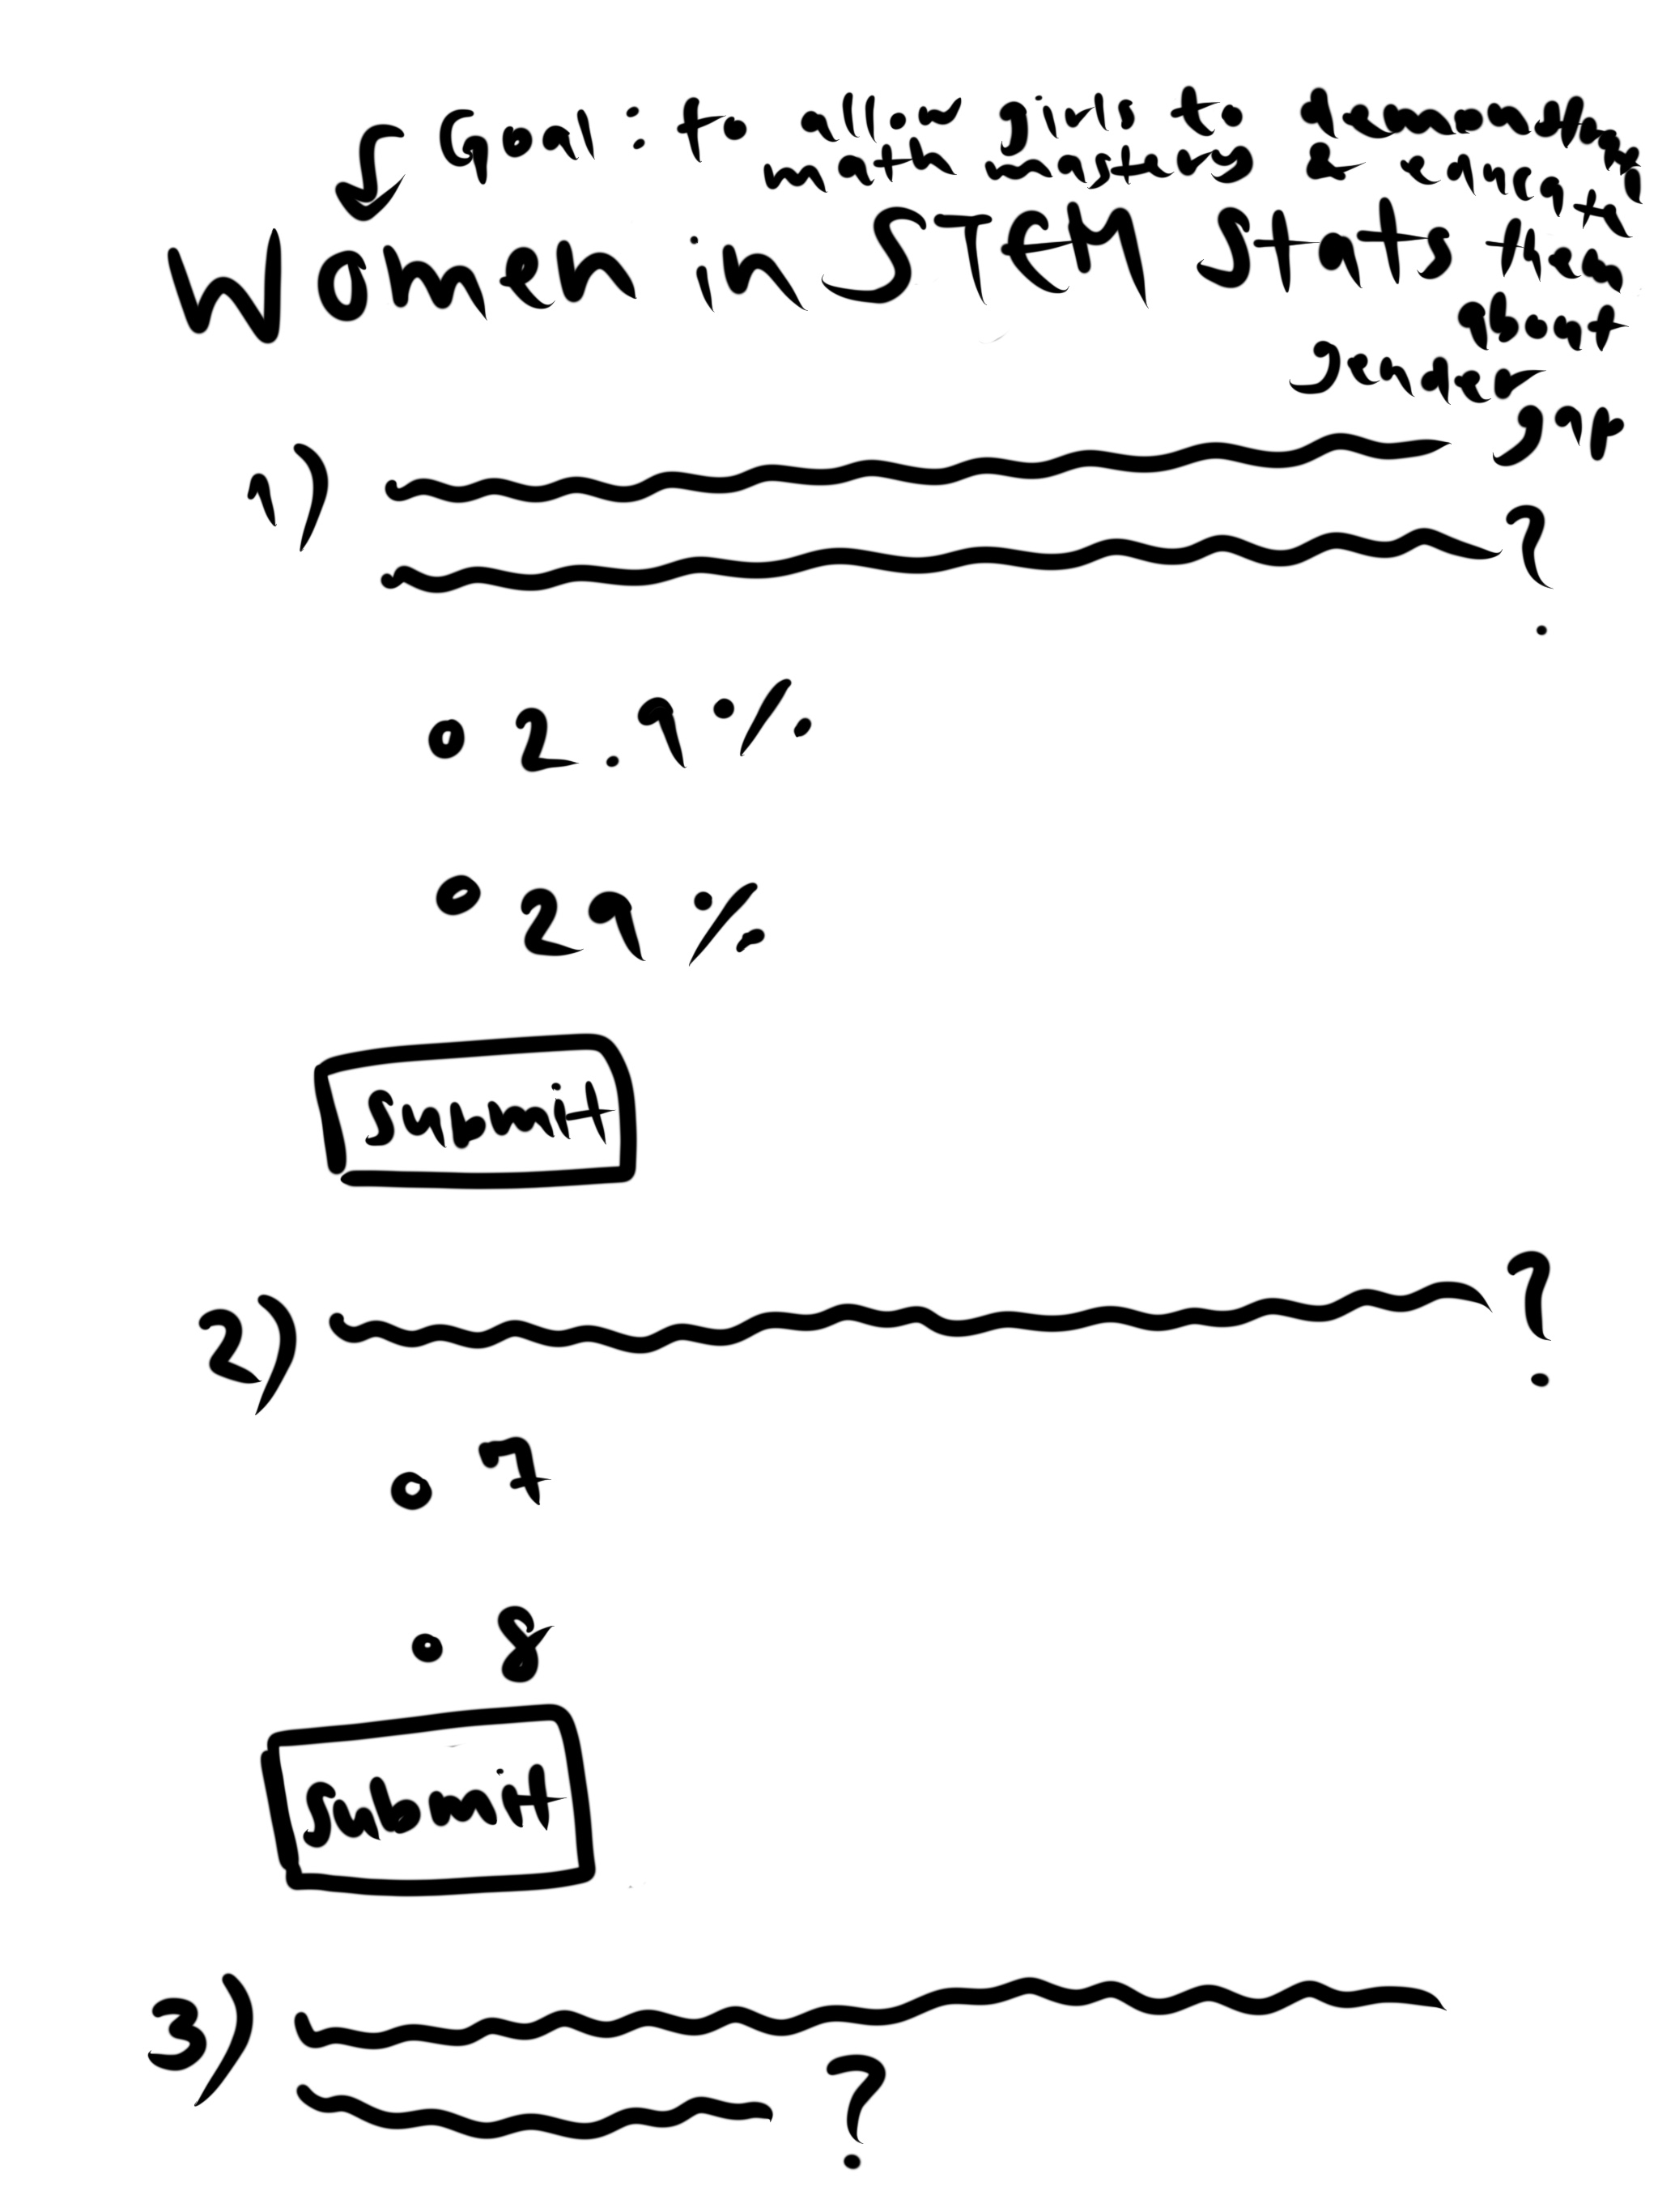 Goal: to allow girls to demonstrate
math mastery & educate
Women in STEM Stats them
about
gender
gap
1)
?
2.9%
29%
Submit
2)
?
7
8
Submit
3)
?